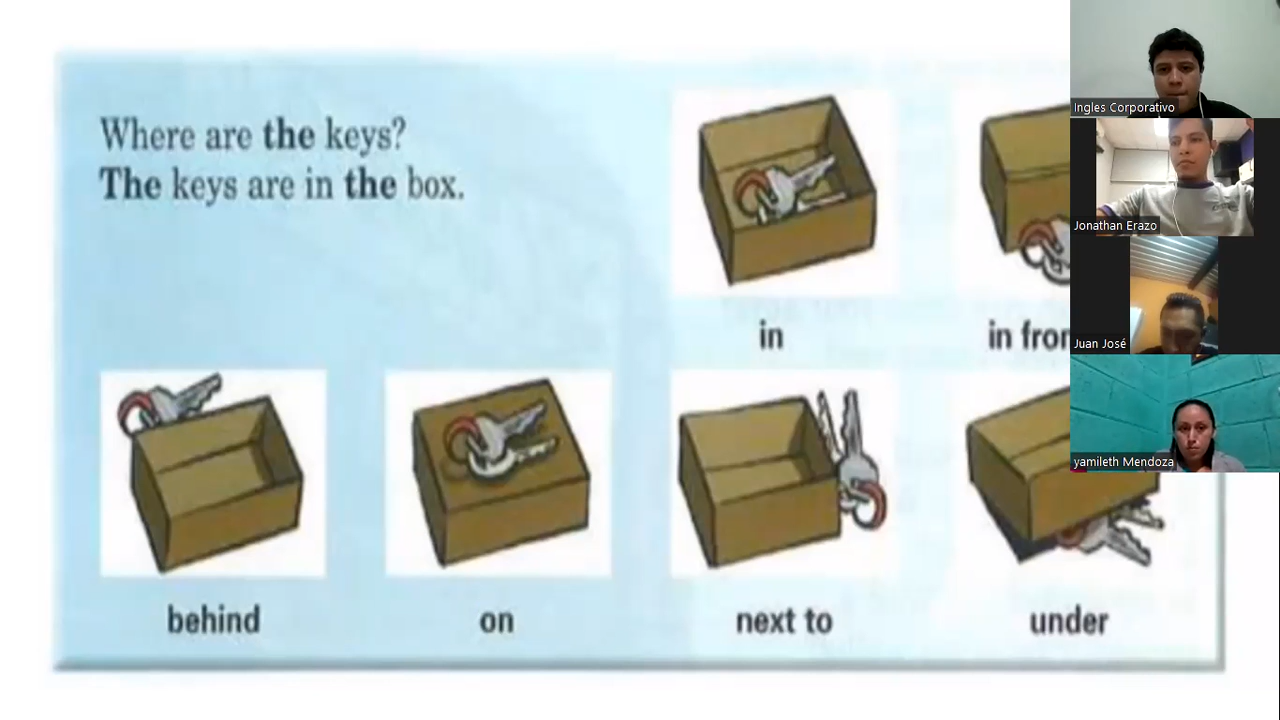 Where are the keys?
The keys are in the box.
in
in fron
behind
on
next to
under
Ingles Corporativo
Jonathan Erazo
Juan José
yamileth Mendoza